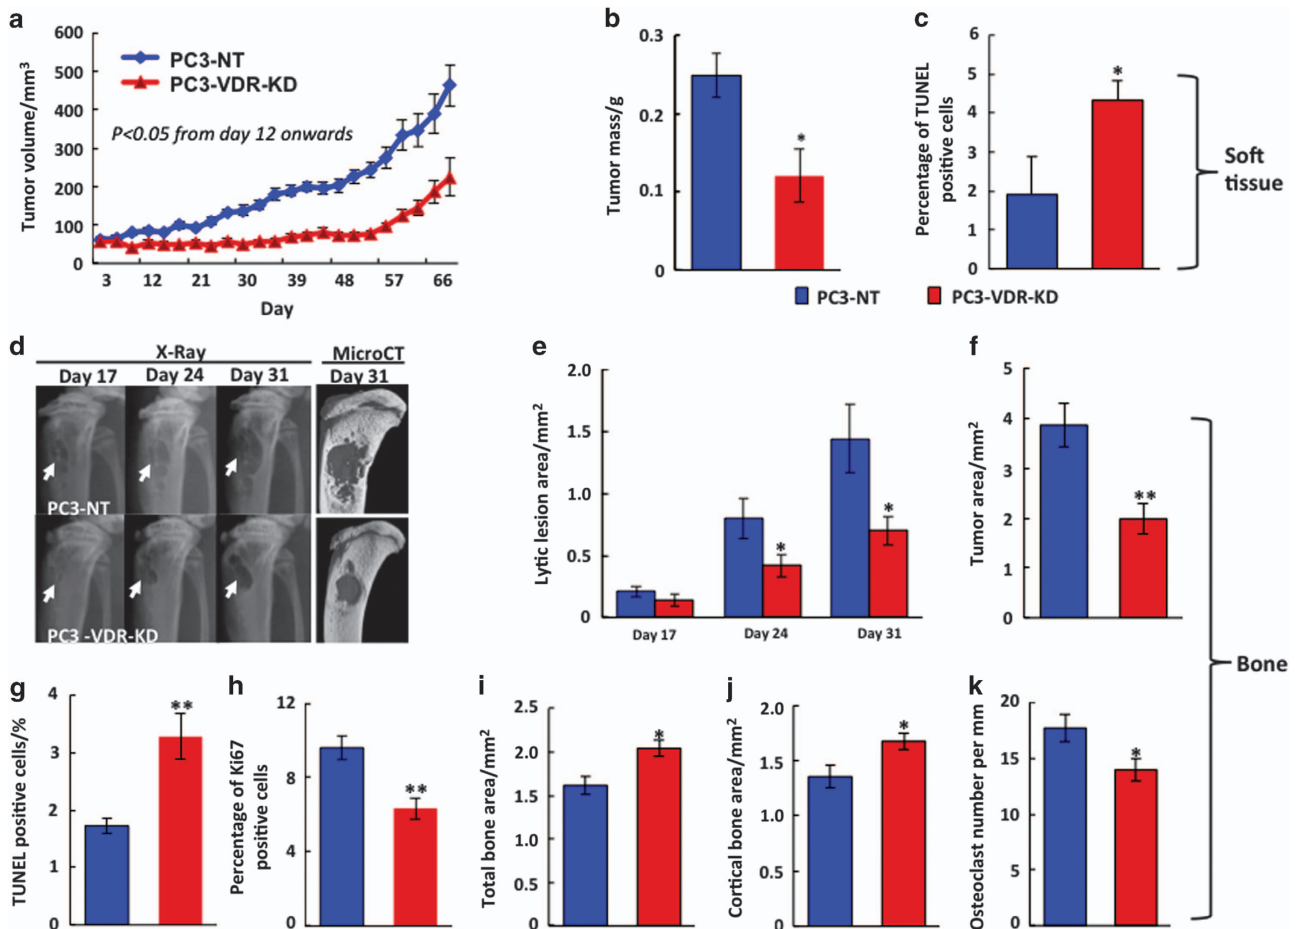 a
Tumor volume/mm3
600
500
400
300
200
100
0
PC3-NT
PC3-VDR-KD
P<0.05 from day 12 onwards
3 12 21 30 39 48 57 66
Day
b
Tumor mass/g
0.3
0.2
0.1
0
*
c
Percentage of TUNEL
positive cells
6
5
4
3
2
1
0
*
Soft
tissue
PC3-NT PC3-VDR-KD
d
X-Ray MicroCT
Day 17 Day 24 Day 31 Day 31
PC3-NT
PC3 -VDR-KD
e
Lytic lesion area/mm2
2.0
1.5
1.0
0.5
0
*
*
Day 17 Day 24 Day 31
f
Tumor area/mm2
5
4
3
2
1
0
**
Bone
g
TUNEL positive cells/%
4
3
2
1
0
**
h
Percentage of Ki67
positive cells
12
9
6
4
0
**
i
Total bone area/mm2
2.5
2.0
1.5
1.0
0.5
0
*
j
Cortical bone area/mm2
2.0
1.5
1.0
0.5
0
*
k
Osteoclast number per mm
20
15
10
5
0
*